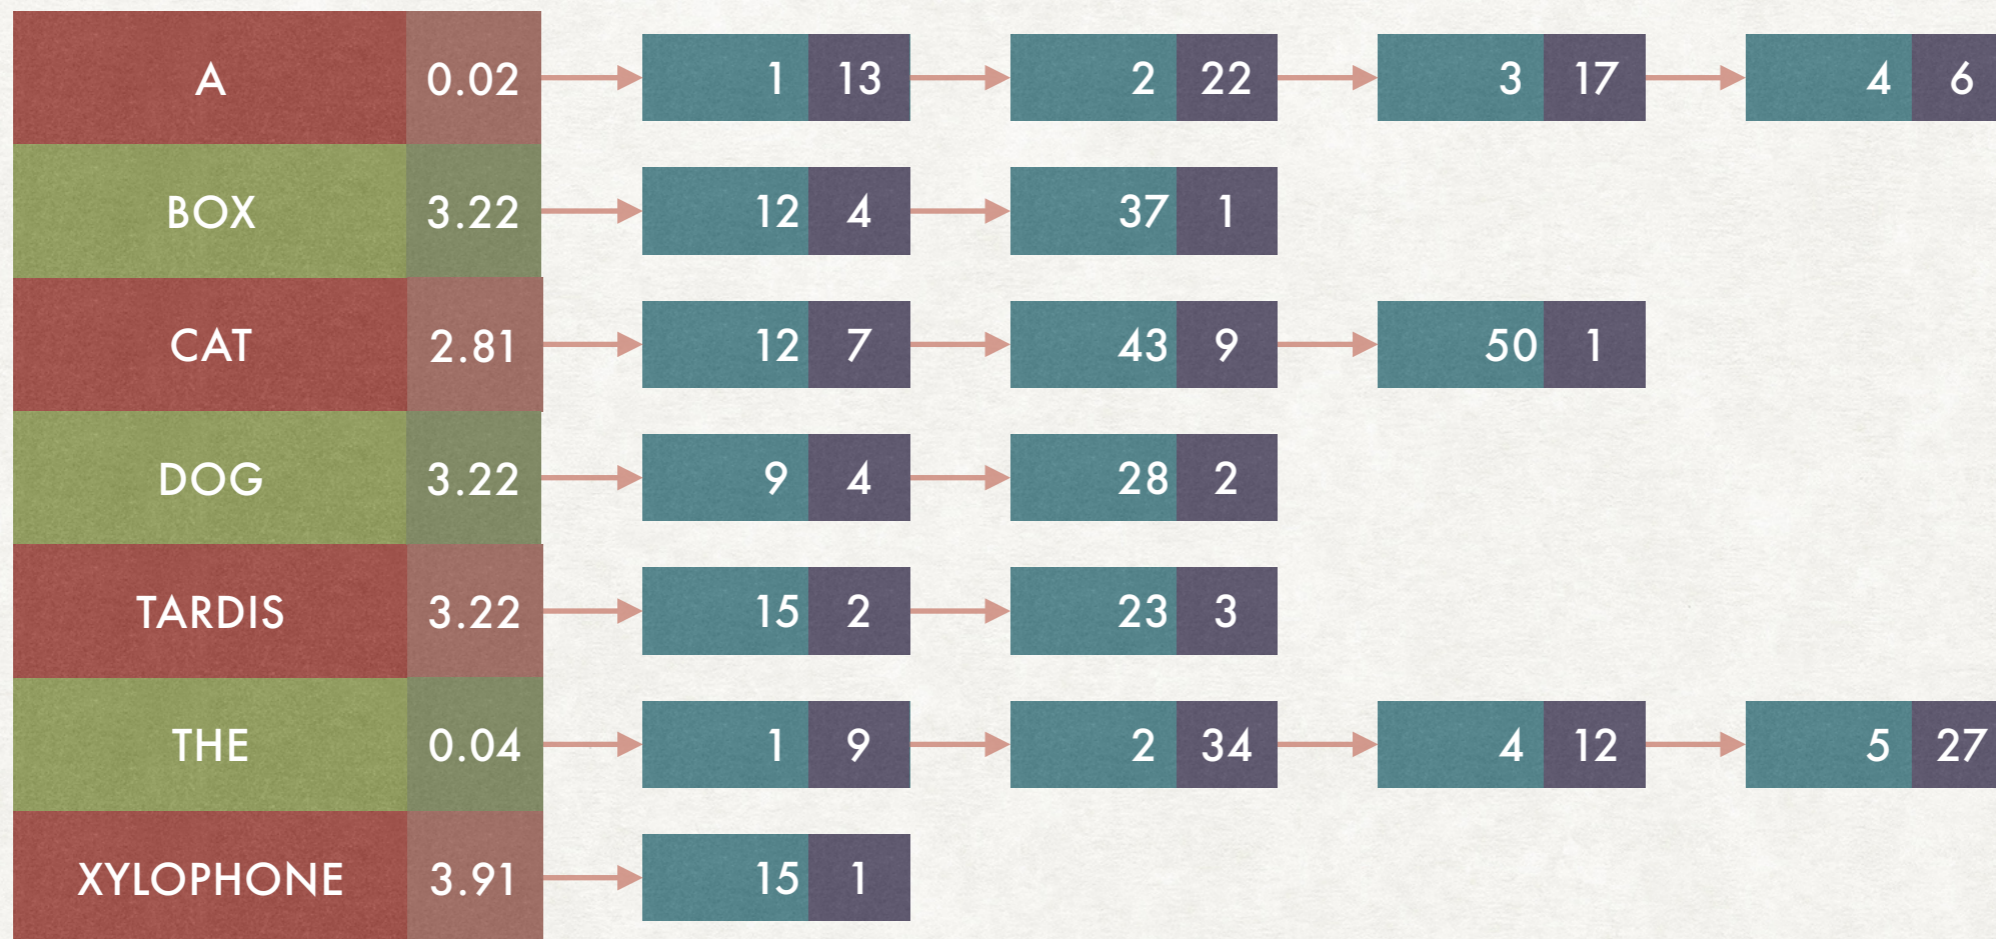 A 0.02 1 13 2 22 3 17 4 6
BOX 3.22 12 4 37 1
CAT 2.81 12 7 43 9 50 1
DOG 3.22 9 4 28 2
TARDIS 3.22 15 2 23 3
THE 0.04 1 9 2 34 4 12 5 27
XYLOPHONE 3.91 15 1